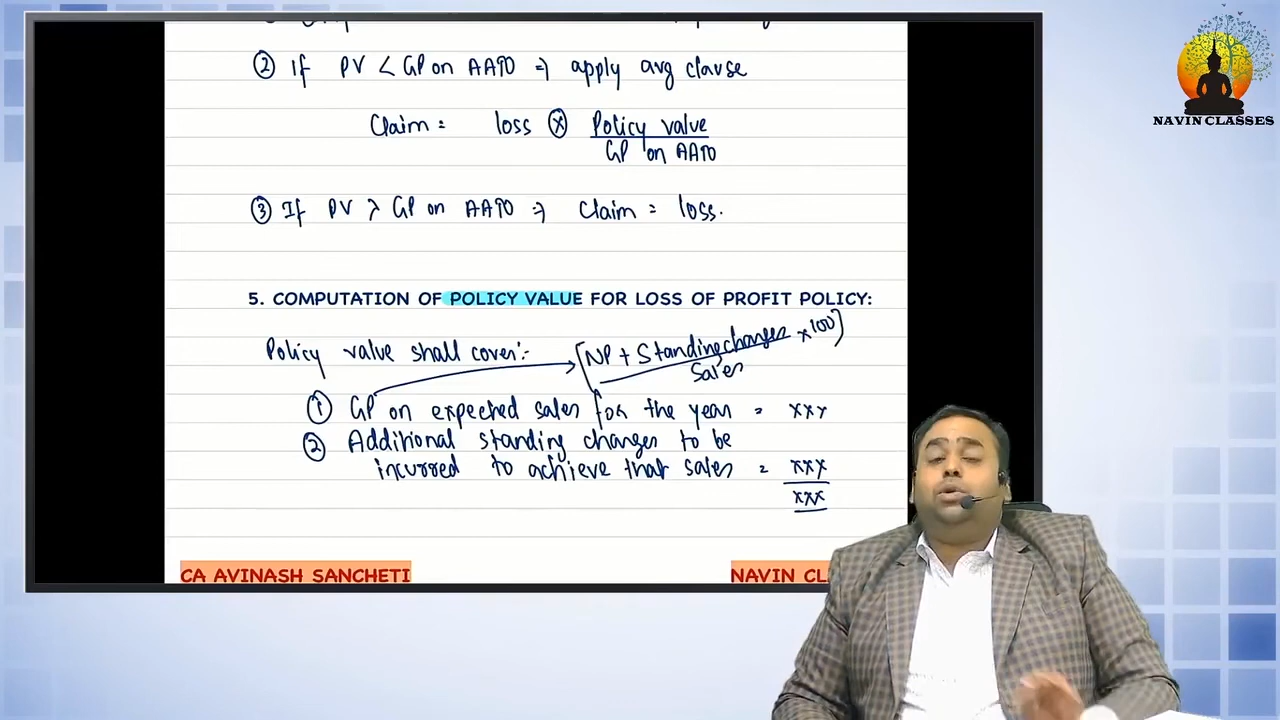 ② If PV < GP on AATO ⇒ apply avg clause
Claim = loss ⓧ Policy value
GP on AATO
③ If PV > GP on AATO ⇒ Claim = loss.
5. COMPUTATION OF POLICY VALUE FOR LOSS OF PROFIT POLICY:
Policy value shall cover:- [NP + Standing charges x 100]
Sales
① GP on expected sales for the year = xxx
② Additional standing charges to be
incurred to achieve that sales = xxx
xxx
CA AVINASH SANCHETI
NAVIN CL
NAVIN CLASSES